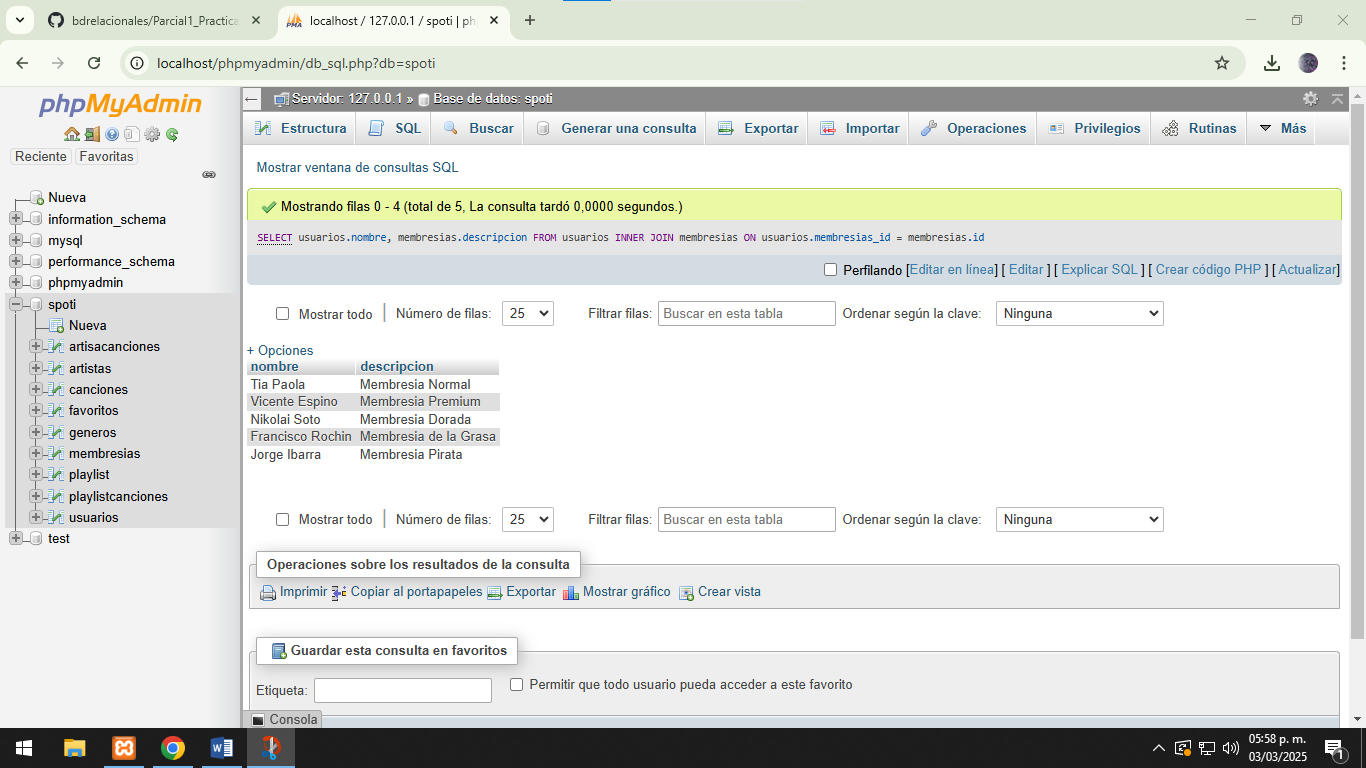 bdrelacionales/Parcial1_Practica
localhost / 127.0.0.1 / spoti | ph
localhost/phpmyadmin/db_sql.php?db=spoti
phpMyAdmin
Reciente Favoritas
Nueva
information_schema
mysql
performance_schema
phpmyadmin
spoti
Nueva
artisacanciones
artistas
canciones
favoritos
generos
membresias
playlist
playlistcanciones
usuarios
test
Servidor: 127.0.0.1 » Base de datos: spoti
Estructura SQL Buscar Generar una consulta Exportar Importar Operaciones Privilegios Rutinas Más
Mostrar ventana de consultas SQL
Mostrando filas 0 - 4 (total de 5, La consulta tardó 0,0000 segundos.)
SELECT usuarios.nombre, membresias.descripcion FROM usuarios INNER JOIN membresias ON usuarios.membresias_id = membresias.id
Perfilando [Editar en línea] [ Editar ] [ Explicar SQL ] [ Crear código PHP ] [ Actualizar]
Mostrar todo | Número de filas: 25 Filtrar filas: Buscar en esta tabla Ordenar según la clave: Ninguna
+ Opciones
nombre descripcion
Tia Paola Membresia Normal
Vicente Espino Membresia Premium
Nikolai Soto Membresia Dorada
Francisco Rochin Membresia de la Grasa
Jorge Ibarra Membresia Pirata
Mostrar todo | Número de filas: 25 Filtrar filas: Buscar en esta tabla Ordenar según la clave: Ninguna
Operaciones sobre los resultados de la consulta
Imprimir Copiar al portapapeles Exportar Mostrar gráfico Crear vista
Guardar esta consulta en favoritos
Etiqueta: Permitir que todo usuario pueda acceder a este favorito
Consola
05:58 p. m.
03/03/2025
1